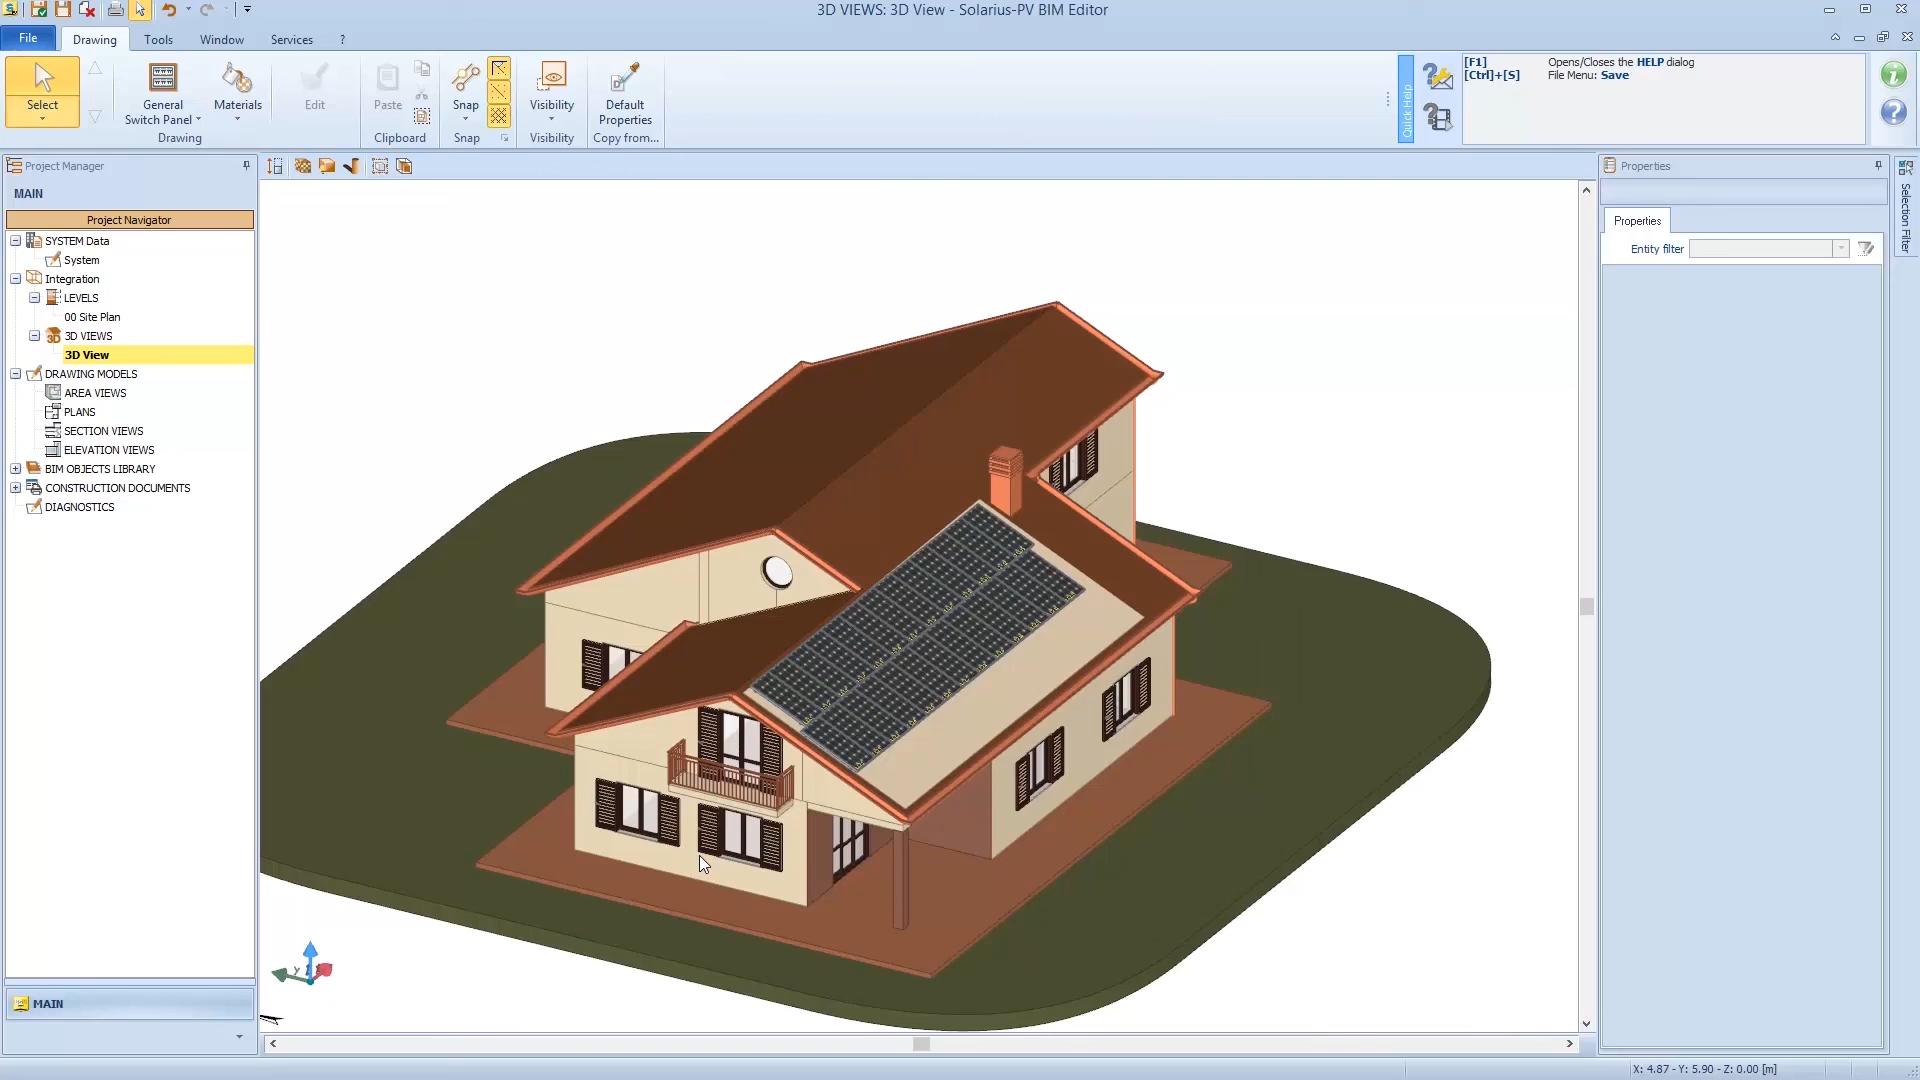 3D VIEWS: 3D View - Solarius-PV BIM Editor
File
Drawing
Tools
Window
Services
?
Select
General
Switch Panel
Materials
Drawing
Edit
Paste
Clipboard
Snap
Snap
Visibility
Visibility
Default
Properties
Copy from...
Quick Help
[F1] Opens/Closes the HELP dialog
[Ctrl]+[S] File Menu: Save
Project Manager
MAIN
Project Navigator
SYSTEM Data
System
Integration
LEVELS
00 Site Plan
3D VIEWS
3D View
DRAWING MODELS
AREA VIEWS
PLANS
SECTION VIEWS
ELEVATION VIEWS
BIM OBJECTS LIBRARY
CONSTRUCTION DOCUMENTS
DIAGNOSTICS
MAIN
Y
Properties
Properties
Entity filter
Selection Filter
X: 4.87 - Y: 5.90 - Z: 0.00 [m]